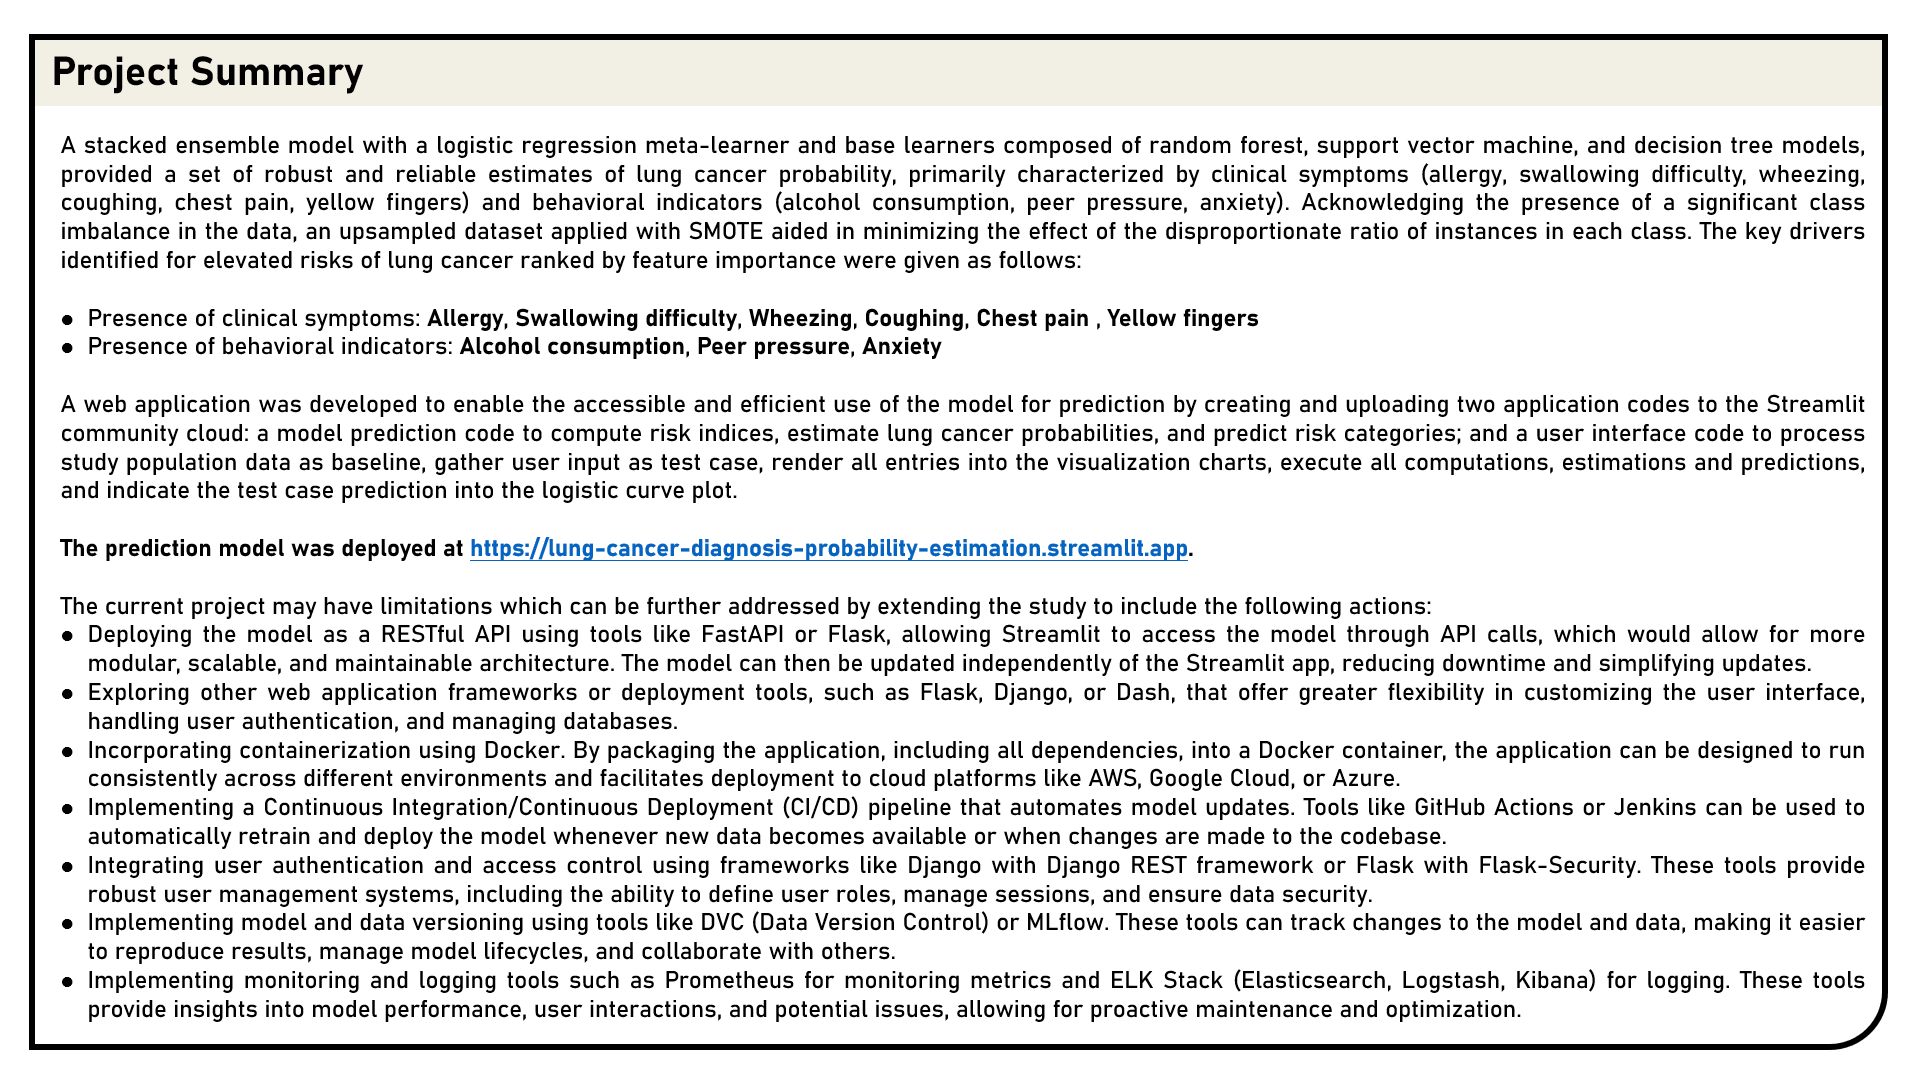 Project Summary
A stacked ensemble model with a logistic regression meta-learner and base learners composed of random forest, support vector machine, and decision tree models,
provided a set of robust and reliable estimates of lung cancer probability, primarily characterized by clinical symptoms (allergy, swallowing difficulty, wheezing,
coughing, chest pain, yellow fingers) and behavioral indicators (alcohol consumption, peer pressure, anxiety). Acknowledging the presence of a significant class
imbalance in the data, an upsampled dataset applied with SMOTE aided in minimizing the effect of the disproportionate ratio of instances in each class. The key drivers
identified for elevated risks of lung cancer ranked by feature importance were given as follows:
● Presence of clinical symptoms: Allergy, Swallowing difficulty, Wheezing, Coughing, Chest pain , Yellow fingers
● Presence of behavioral indicators: Alcohol consumption, Peer pressure, Anxiety
A web application was developed to enable the accessible and efficient use of the model for prediction by creating and uploading two application codes to the Streamlit
community cloud: a model prediction code to compute risk indices, estimate lung cancer probabilities, and predict risk categories; and a user interface code to process
study population data as baseline, gather user input as test case, render all entries into the visualization charts, execute all computations, estimations and predictions,
and indicate the test case prediction into the logistic curve plot.
The prediction model was deployed at https://lung-cancer-diagnosis-probability-estimation.streamlit.app.
The current project may have limitations which can be further addressed by extending the study to include the following actions:
● Deploying the model as a RESTful API using tools like FastAPI or Flask, allowing Streamlit to access the model through API calls, which would allow for more
modular, scalable, and maintainable architecture. The model can then be updated independently of the Streamlit app, reducing downtime and simplifying updates.
● Exploring other web application frameworks or deployment tools, such as Flask, Django, or Dash, that offer greater flexibility in customizing the user interface,
handling user authentication, and managing databases.
● Incorporating containerization using Docker. By packaging the application, including all dependencies, into a Docker container, the application can be designed to run
consistently across different environments and facilitates deployment to cloud platforms like AWS, Google Cloud, or Azure.
● Implementing a Continuous Integration/Continuous Deployment (CI/CD) pipeline that automates model updates. Tools like GitHub Actions or Jenkins can be used to
automatically retrain and deploy the model whenever new data becomes available or when changes are made to the codebase.
● Integrating user authentication and access control using frameworks like Django with Django REST framework or Flask with Flask-Security. These tools provide
robust user management systems, including the ability to define user roles, manage sessions, and ensure data security.
● Implementing model and data versioning using tools like DVC (Data Version Control) or MLflow. These tools can track changes to the model and data, making it easier
to reproduce results, manage model lifecycles, and collaborate with others.
● Implementing monitoring and logging tools such as Prometheus for monitoring metrics and ELK Stack (Elasticsearch, Logstash, Kibana) for logging. These tools
provide insights into model performance, user interactions, and potential issues, allowing for proactive maintenance and optimization.